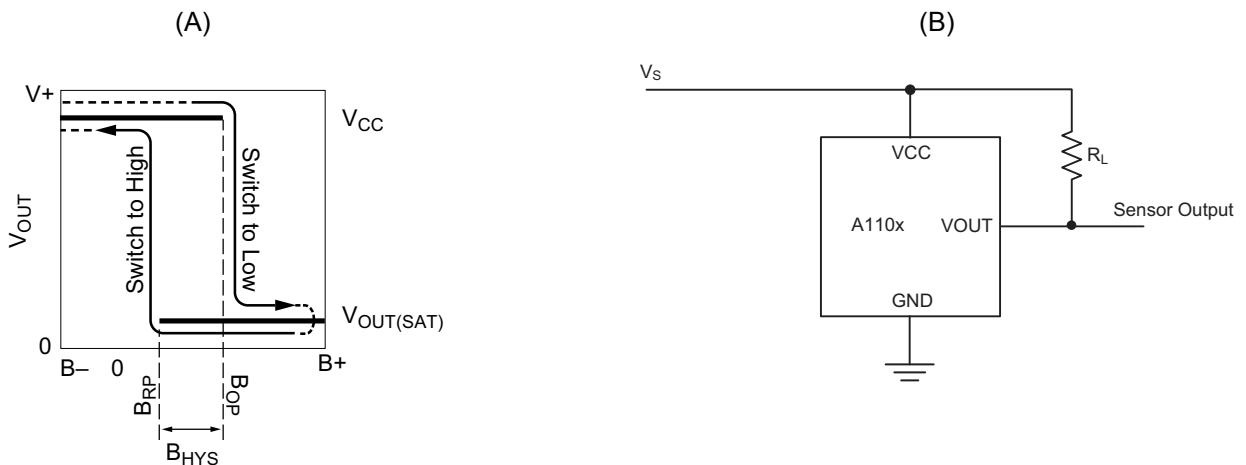 (A)
V+
VCC
Switch to High
Switch to Low
VOUT
VOUT(SAT)
0
B–
0
B+
BRP
BOP
BHYS
(B)
VS
VCC
RL
A110x
VOUT
Sensor Output
GND